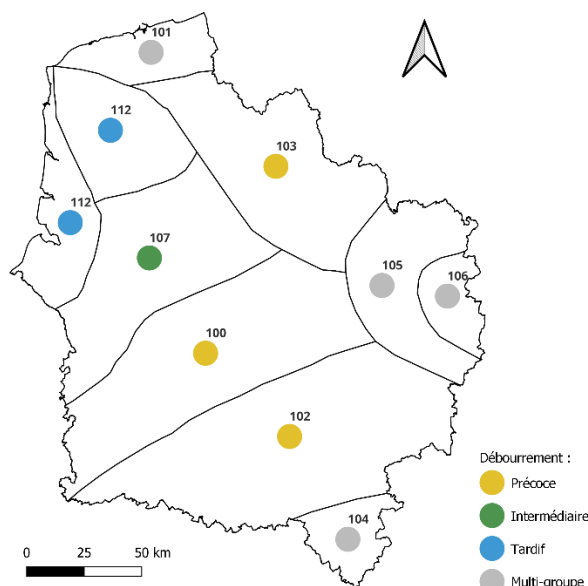 101
112
103
112
107
105
106
100
102
104
Débourrement :
Précoce
Intermédiaire
Tardif
Multi-groupe
0 25 50 km